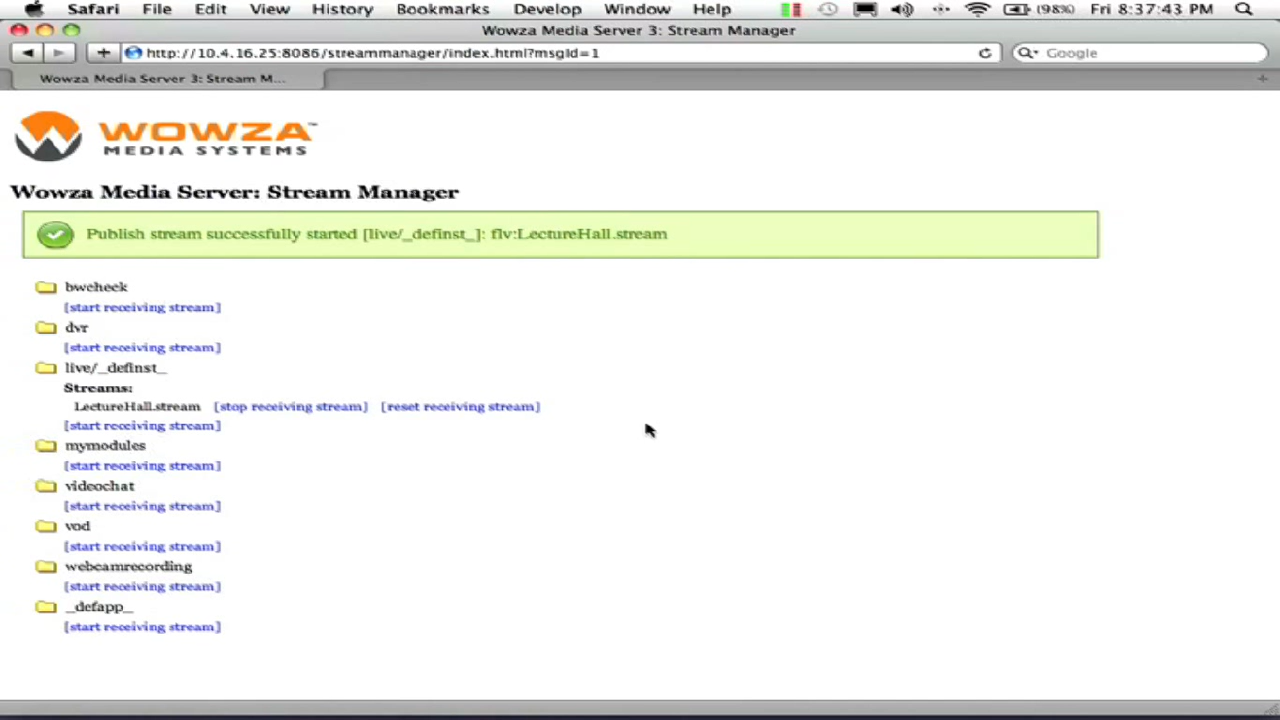 Safari File Edit View History Bookmarks Develop Window Help (98%) Fri 8:37:43 PM
Wowza Media Server 3: Stream Manager
http://10.4.16.25:8086/streammanager/index.html?msgId=1 Google
Wowza Media Server 3: Stream M...
WOWZA™
MEDIA SYSTEMS
Wowza Media Server: Stream Manager
Publish stream successfully started [live/_definst_]: flv:LectureHall.stream
bwcheck
[start receiving stream]
dvr
[start receiving stream]
live/_definst_
Streams:
LectureHall.stream [stop receiving stream] [reset receiving stream]
[start receiving stream]
mymodules
[start receiving stream]
videochat
[start receiving stream]
vod
[start receiving stream]
webcamrecording
[start receiving stream]
_defapp_
[start receiving stream]